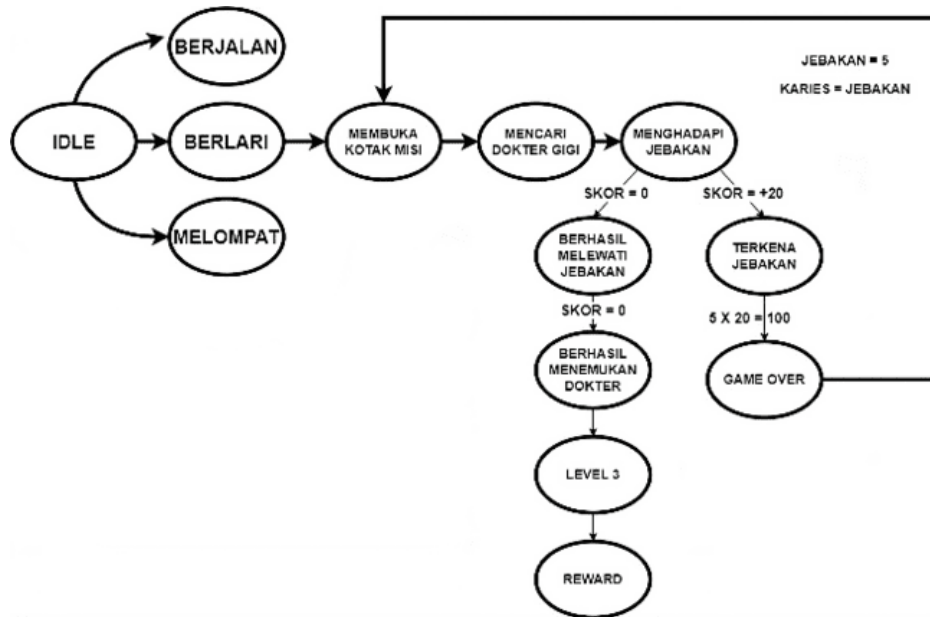 BERJALAN
JEBAKAN = 5
KARIES = JEBAKAN
IDLE
BERLARI
MEMBUKA
KOTAK MISI
MENCARI
DOKTER GIGI
MENGHADAPI
JEBAKAN
MELOMPAT
SKOR = 0
SKOR = +20
BERHASIL
MELEWATI
JEBAKAN
TERKENA
JEBAKAN
SKOR = 0
5 X 20 = 100
BERHASIL
MENEMUKAN
DOKTER
GAME OVER
LEVEL 3
REWARD